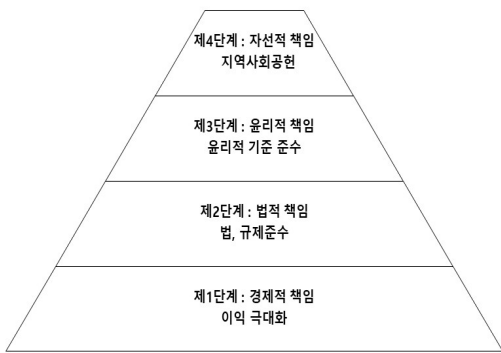 제4단계 : 자선적 책임
지역사회공헌
제3단계 : 윤리적 책임
윤리적 기준 준수
제2단계 : 법적 책임
법, 규제준수
제1단계 : 경제적 책임
이익 극대화